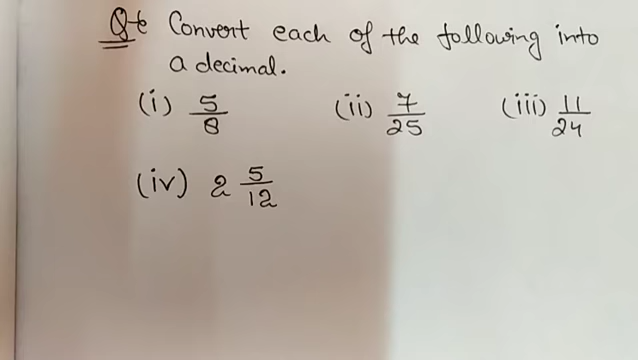 Q:- Convert each of the following into
a decimal.
(i) 5/8 (ii) 7/25 (iii) 11/24
(iv) 2 5/12